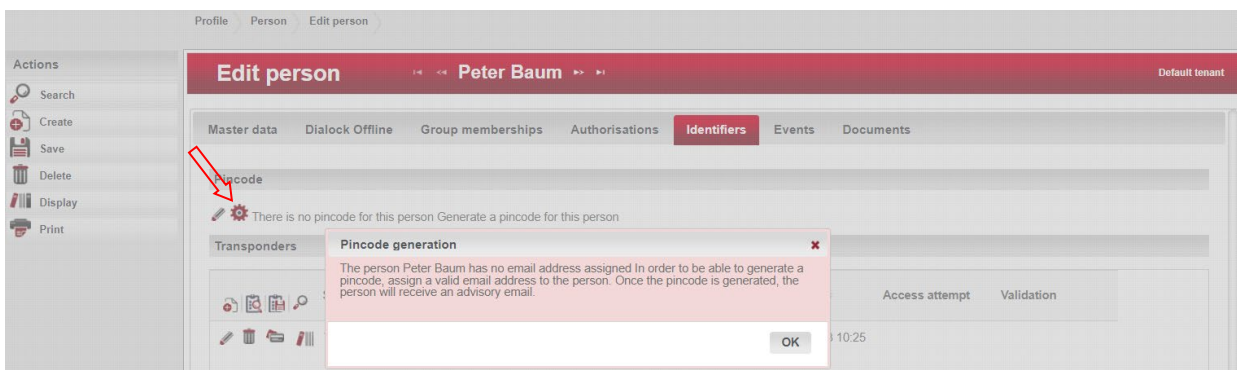 Profile Person Edit person
Actions
Edit person Peter Baum Default tenant
Search
Create
Save
Delete
Display
Print
Master data Dialock Offline Group memberships Authorisations Identifiers Events Documents
Pincode
There is no pincode for this person Generate a pincode for this person
Transponders
Pincode generation
The person Peter Baum has no email address assigned In order to be able to generate a
pincode, assign a valid email address to the person. Once the pincode is generated, the
person will receive an advisory email.
Access attempt Validation
OK
10:25